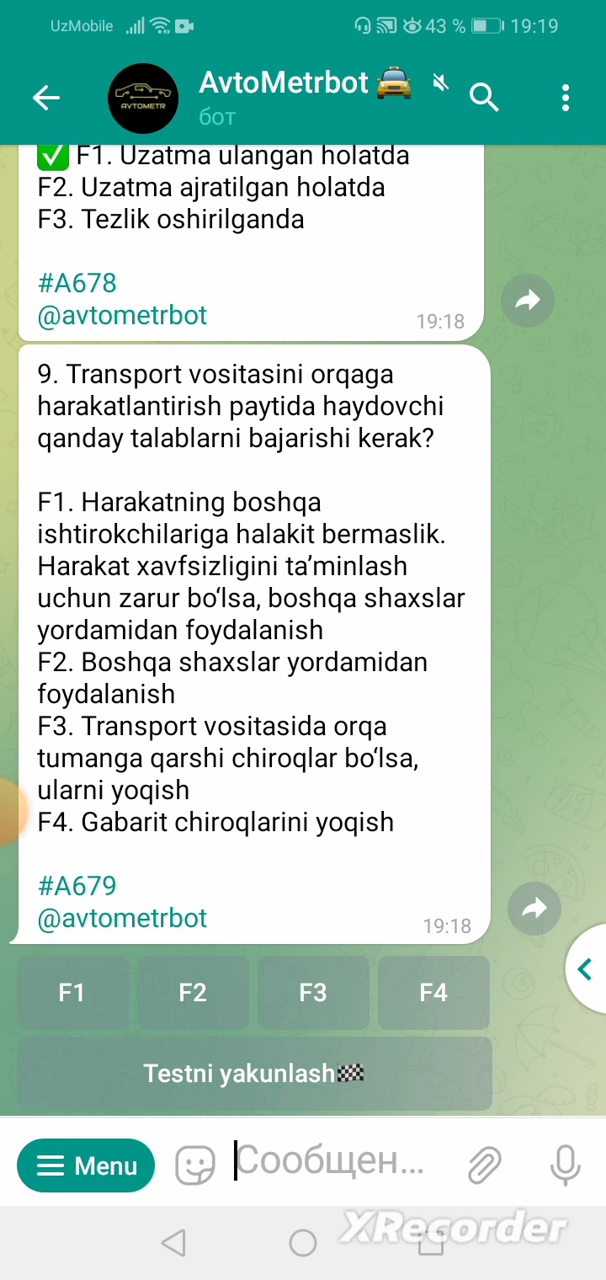 UzMobile
43 %
19:19
AVTOMETR
AvtoMetrbot
бот
F1. Uzatma ulangan holatda
F2. Uzatma ajratilgan holatda
F3. Tezlik oshirilganda
#A678
@avtometrbot
19:18
9. Transport vositasini orqaga
harakatlantirish paytida haydovchi
qanday talablarni bajarishi kerak?
F1. Harakatning boshqa
ishtirokchilariga halakit bermaslik.
Harakat xavfsizligini ta’minlash
uchun zarur bo‘lsa, boshqa shaxslar
yordamidan foydalanish
F2. Boshqa shaxslar yordamidan
foydalanish
F3. Transport vositasida orqa
tumanga qarshi chiroqlar bo‘lsa,
ularni yoqish
F4. Gabarit chiroqlarini yoqish
#A679
@avtometrbot
19:18
F1 F2 F3 F4
Testni yakunlash
Menu
Сообщен...
XRecorder